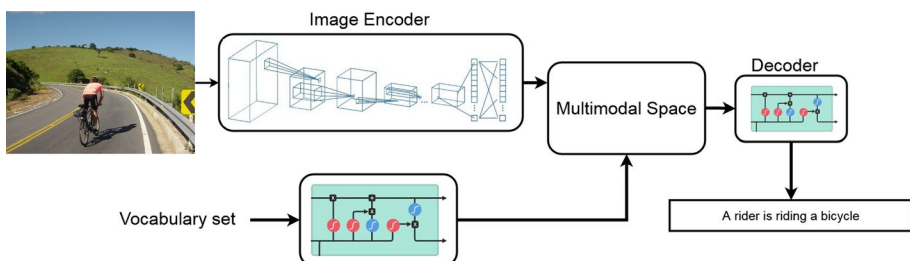 Image Encoder
Multimodal Space
Decoder
Vocabulary set
A rider is riding a bicycle